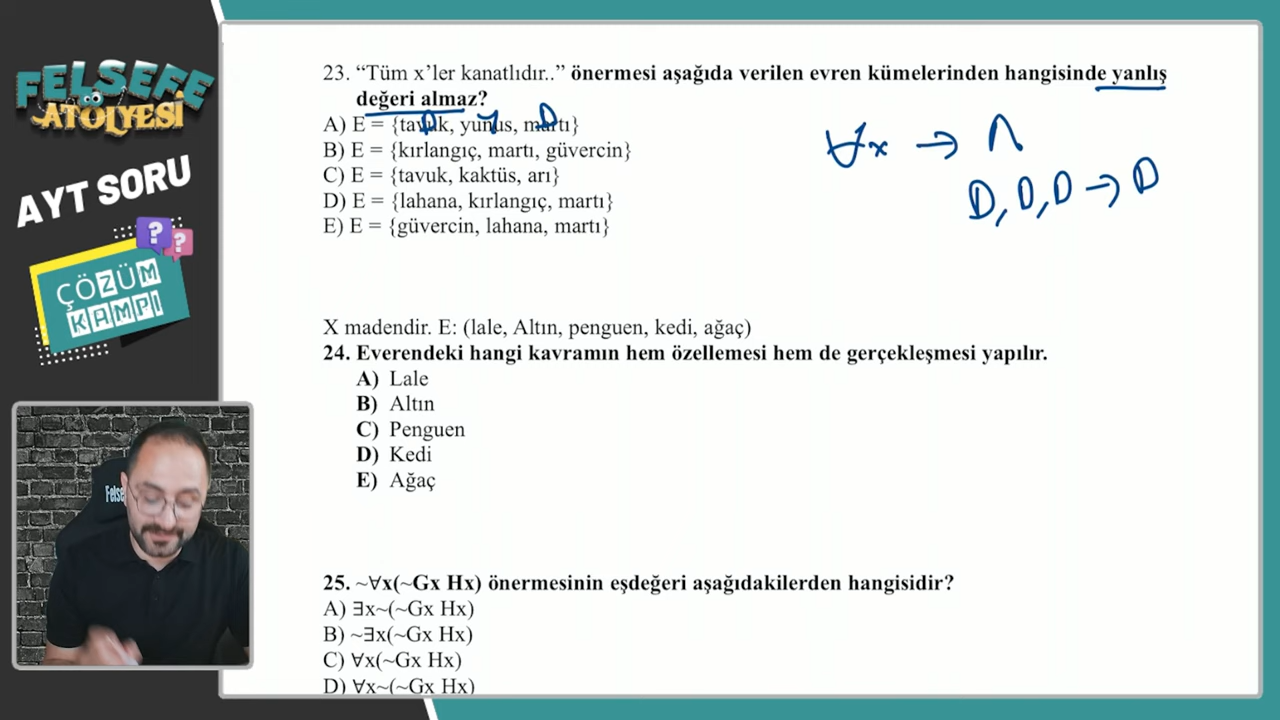 FELSEFE
ATÖLYESİ
AYT SORU
? ?
ÇÖZÜM
KAMPI
Felse
23. “Tüm x’ler kanatlıdır..” önermesi aşağıda verilen evren kümelerinden hangisinde yanlış
değeri almaz?
A) E = {tavuk, yunus, martı}
D Y D
B) E = {kırlangıç, martı, güvercin}
C) E = {tavuk, kaktüs, arı}
D) E = {lahana, kırlangıç, martı}
E) E = {güvercin, lahana, martı}
∀x → ∧
D, D, D → D
X madendir. E: (lale, Altın, penguen, kedi, ağaç)
24. Everendeki hangi kavramın hem özellemesi hem de gerçekleşmesi yapılır.
A) Lale
B) Altın
C) Penguen
D) Kedi
E) Ağaç
25. ~∀x(~Gx Hx) önermesinin eşdeğeri aşağıdakilerden hangisidir?
A) ∃x~(~Gx Hx)
B) ~∃x(~Gx Hx)
C) ∀x(~Gx Hx)
D) ∀x~(~Gx Hx)